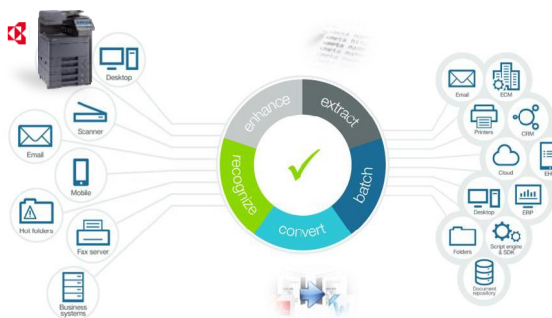 Desktop
Scanner
Email
Mobile
Hot folders
Fax server
Business
systems
enhance
extract
recognize
batch
convert
Email
ECM
Printers
CRM
Cloud
Desktop
ERP
Folders
Script engine
& SDK
Document
repository